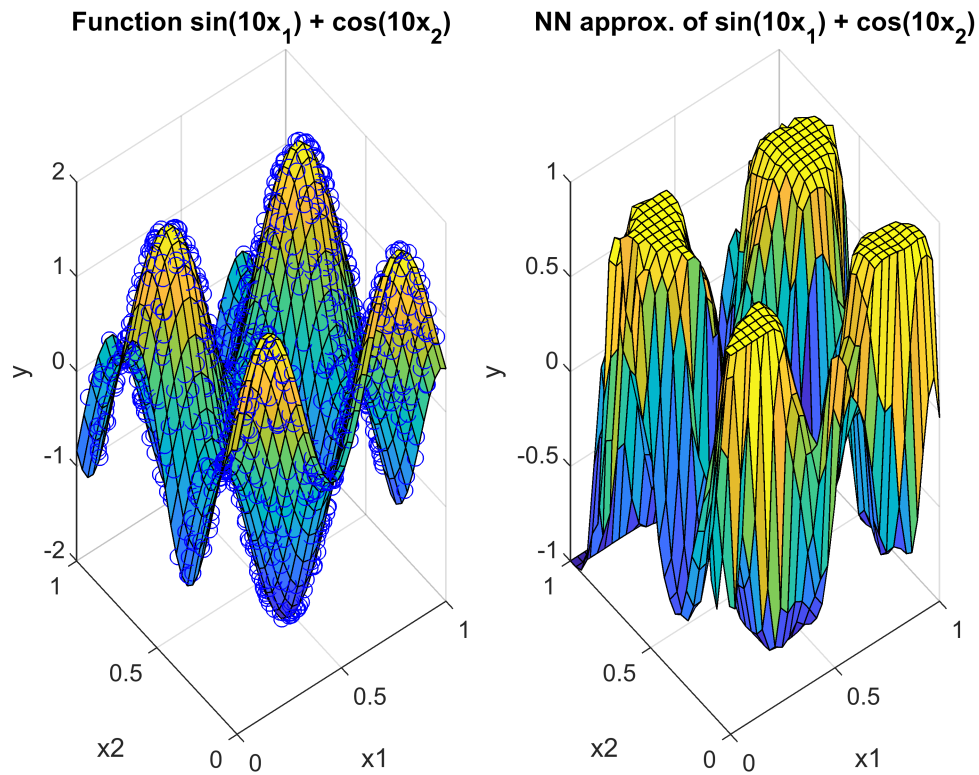 Function sin(10x₁) + cos(10x₂)
2
1
0
-1
-2
y
1
0.5
0
x2
0
0.5
1
x1
NN approx. of sin(10x₁) + cos(10x₂)
1
0.5
0
-0.5
-1
y
1
0.5
0
x2
0
0.5
1
x1